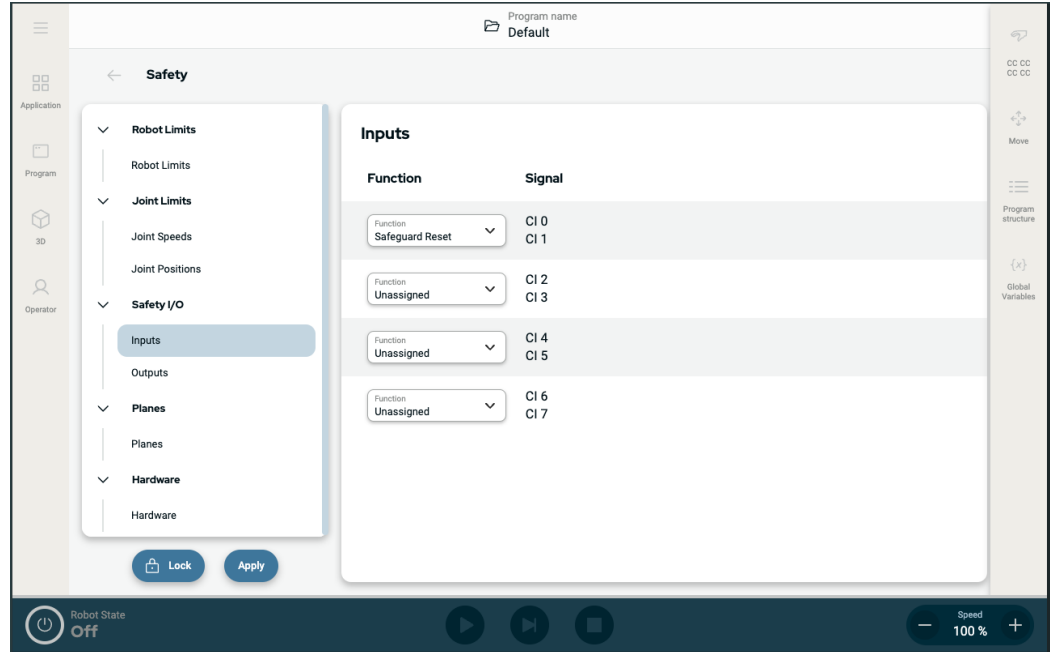 Program name
Default
Application
Program
3D
Operator
Safety
Robot Limits
Robot Limits
Joint Limits
Joint Speeds
Joint Positions
Safety I/O
Inputs
Outputs
Planes
Planes
Hardware
Hardware
Lock
Apply
Inputs
Function Signal
Function
Safeguard Reset
CI 0
CI 1
Function
Unassigned
CI 2
CI 3
Function
Unassigned
CI 4
CI 5
Function
Unassigned
CI 6
CI 7
CC CC
CC CC
Move
Program
structure
{x}
Global
Variables
Robot State
Off
Speed
100 %